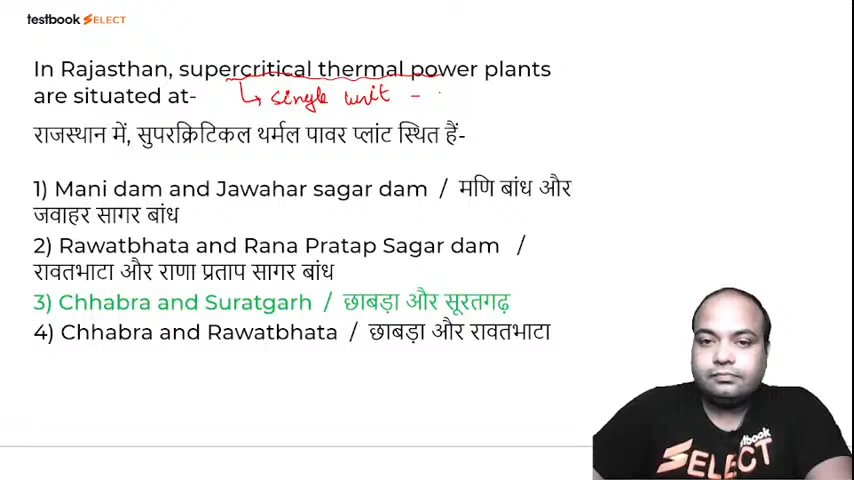 testbook SELECT
In Rajasthan, supercritical thermal power plants
are situated at-
single unit -
राजस्थान में, सुपरक्रिटिकल थर्मल पावर प्लांट स्थित हैं-
1) Mani dam and Jawahar sagar dam / मणि बांध और
जवाहर सागर बांध
2) Rawatbhata and Rana Pratap Sagar dam /
रावतभाटा और राणा प्रताप सागर बांध
3) Chhabra and Suratgarh / छाबड़ा और सूरतगढ़
4) Chhabra and Rawatbhata / छाबड़ा और रावतभाटा
testbook
SELECT